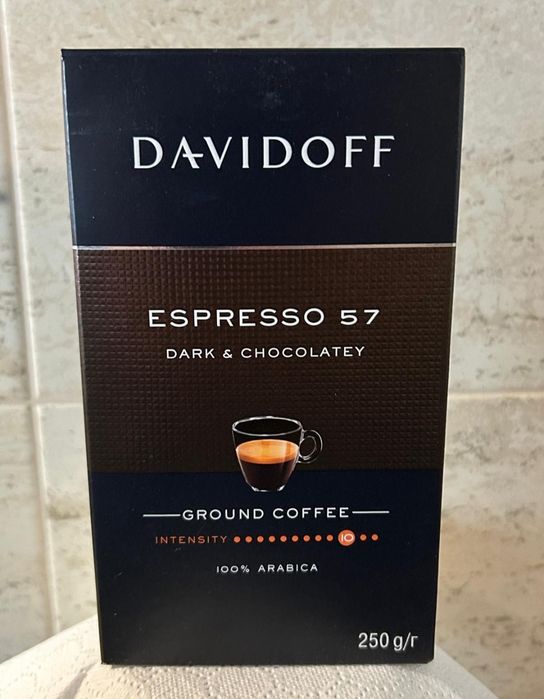 DAVIDOFF
ESPRESSO 57
DARK & CHOCOLATEY
GROUND COFFEE
INTENSITY 10
100% ARABICA
250 g/г